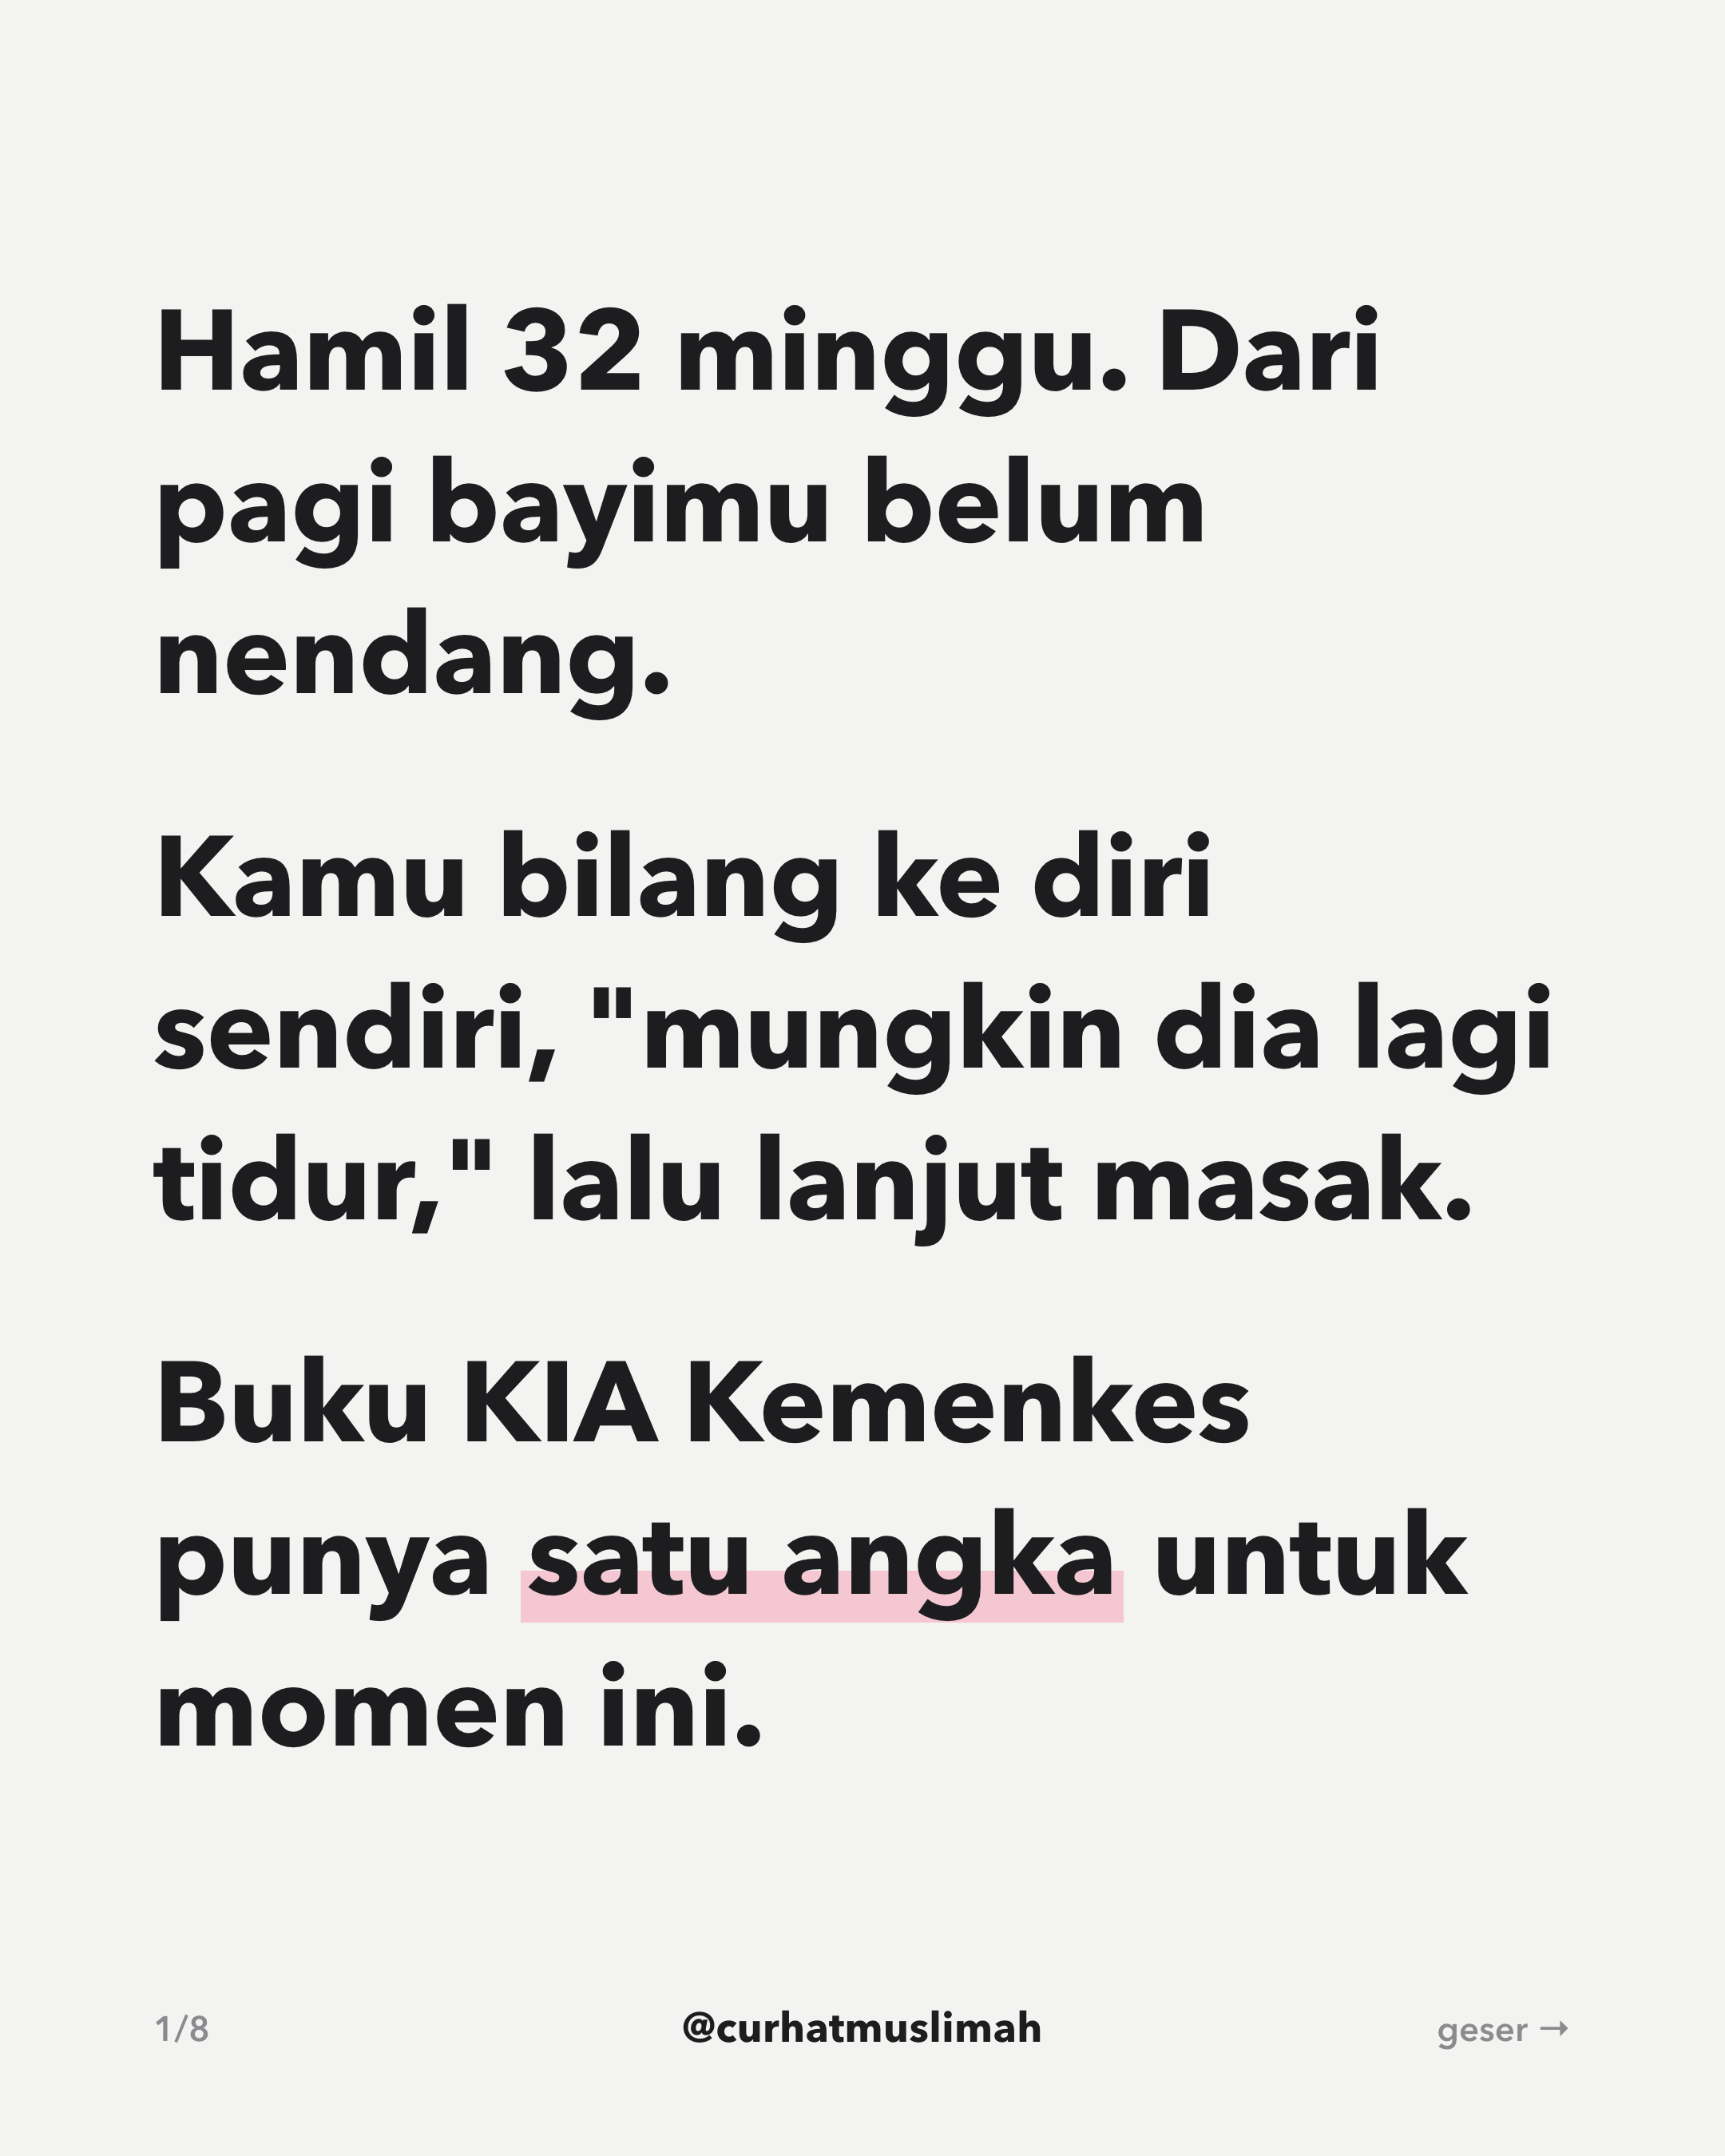 Hamil 32 minggu. Dari
pagi bayimu belum
nendang.
Kamu bilang ke diri
sendiri, "mungkin dia lagi
tidur," lalu lanjut masak.
Buku KIA Kemenkes
punya satu angka untuk
momen ini.
1/8
@curhatmuslimah
geser →